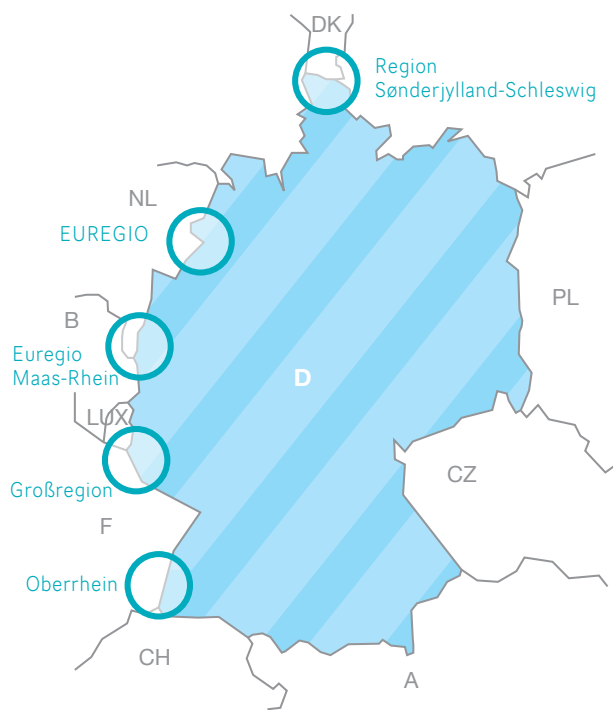 DK
Region
Sønderjylland-Schleswig
NL
EUREGIO
PL
B
Euregio
Maas-Rhein
D
LUX
CZ
Großregion
F
Oberrhein
CH
A